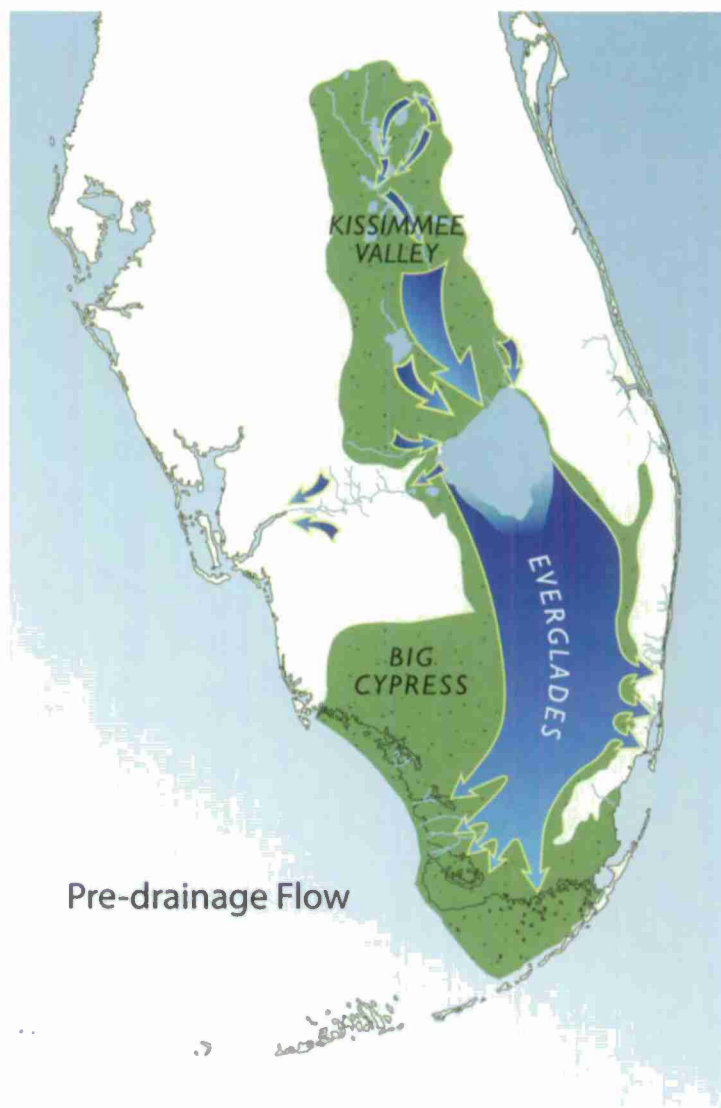 KISSIMMEE
VALLEY
EVERGLADES
BIG
CYPRESS
Pre-drainage Flow